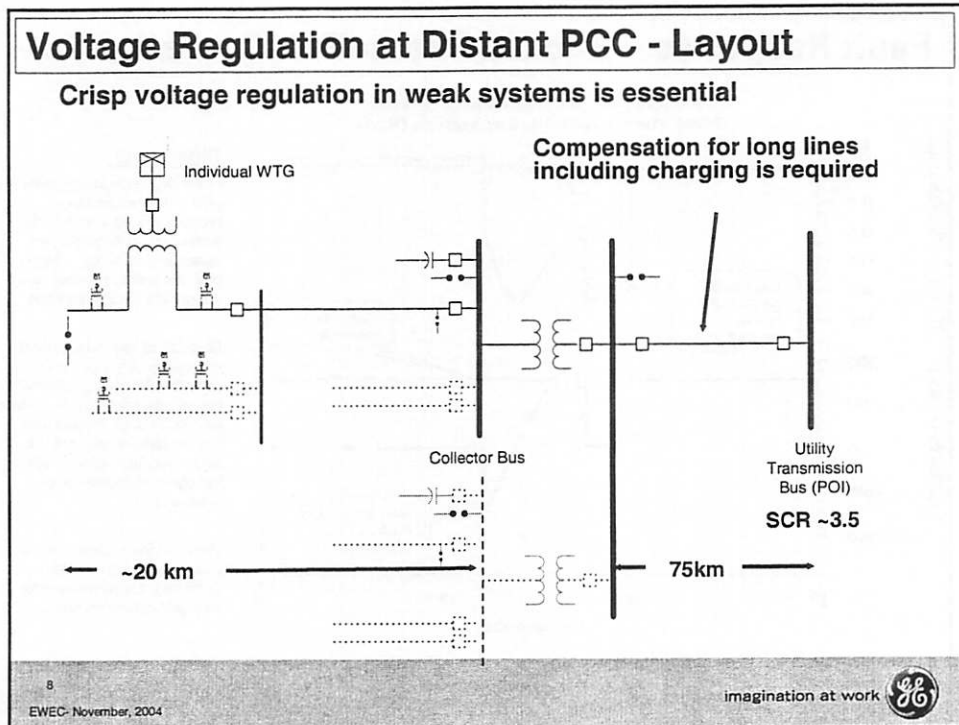 Voltage Regulation at Distant PCC - Layout
Crisp voltage regulation in weak systems is essential
Individual WTG
Compensation for long lines
including charging is required
Collector Bus
Utility
Transmission
Bus (POI)
SCR ~3.5
~20 km
75km
8
EWEC- November, 2004
imagination at work
GE